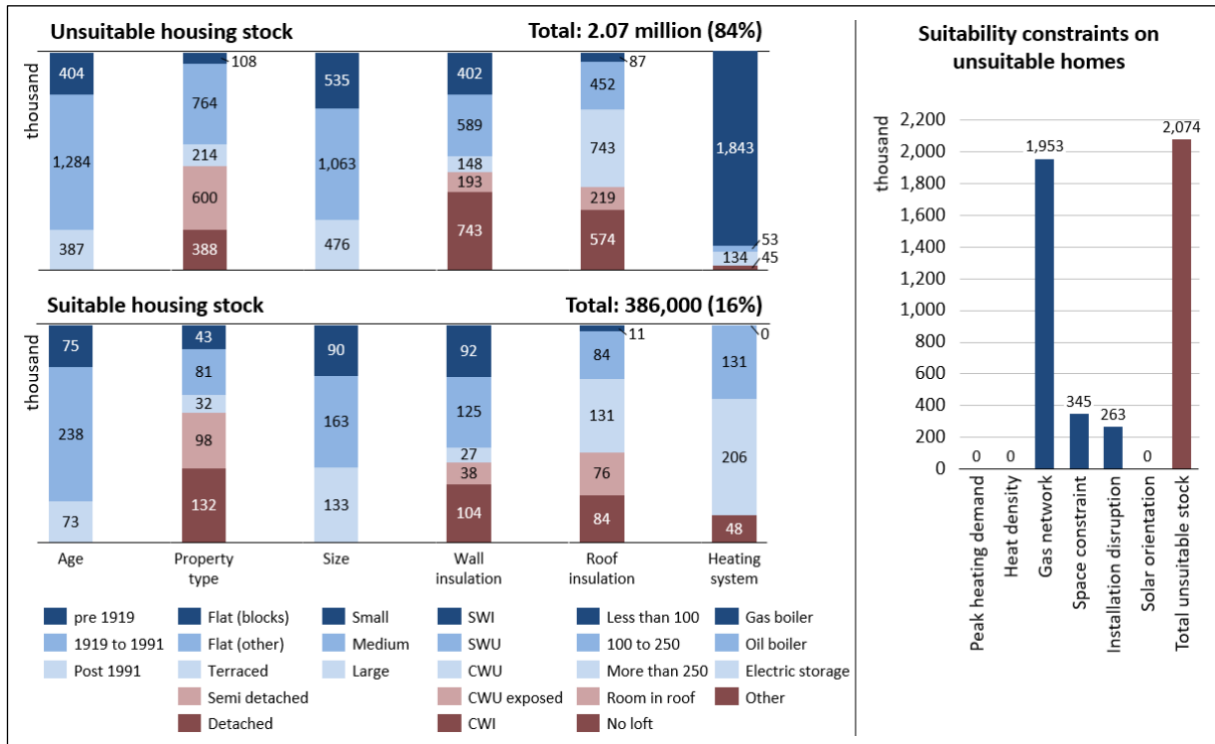 Unsuitable housing stock Total: 2.07 million (84%)
thousand
404 1,284 387
108 764 214 600 388
535 1,063 476
402 589 148 193 743
87 452 743 219 574
1,843 53 134 45
Suitable housing stock Total: 386,000 (16%)
thousand
75 238 73
43 81 32 98 132
90 163 133
92 125 27 38 104
11 84 131 76 84
0 131 206 48
Age
Property
type
Size
Wall
insulation
Roof
insulation
Heating
system
pre 1919
1919 to 1991
Post 1991
Flat (blocks)
Flat (other)
Terraced
Semi detached
Detached
Small
Medium
Large
SWI
SWU
CWU
CWU exposed
CWI
Less than 100
100 to 250
More than 250
Room in roof
No loft
Gas boiler
Oil boiler
Electric storage
Other
Suitability constraints on
unsuitable homes
thousand
2,200
2,000
1,800
1,600
1,400
1,200
1,000
800
600
400
200
0
0 0 1,953 345 263 0 2,074
Peak heating demand
Heat density
Gas network
Space constraint
Installation disruption
Solar orientation
Total unsuitable stock